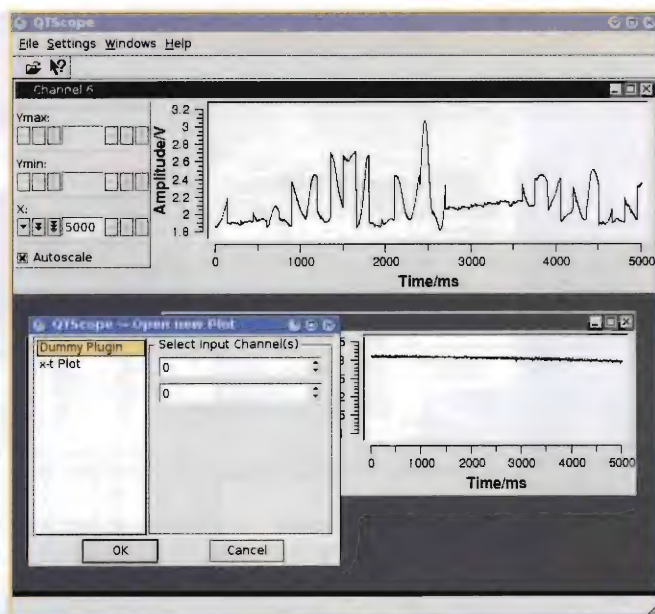 QTScope
File Settings Windows Help
Channel 6
Ymax:
Ymin:
X:
5000
Autoscale
Amplitude/V
3.2
3
2.8
2.6
2.4
2.2
2
1.8
0 1000 2000 3000 4000 5000
Time/ms
QTScope -- Open new Plot
Dummy Plugin
x-t Plot
Select Input Channel(s)
0
0
OK
Cancel
0 1000 2000 3000 4000 5000
Time/ms